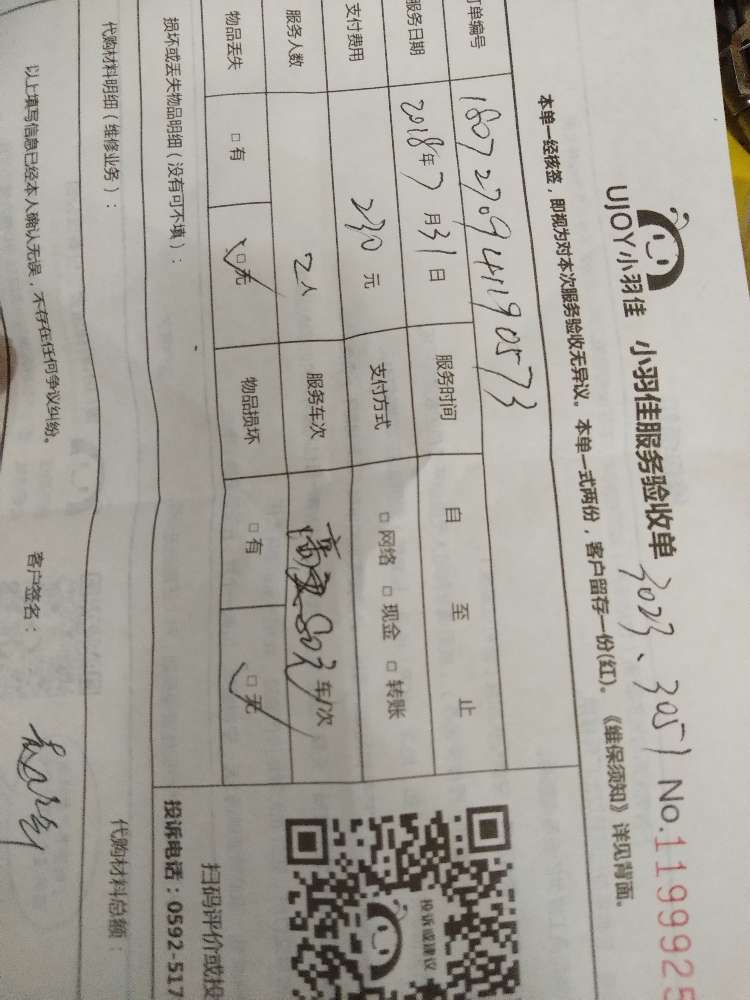 UJOY小羽佳 小羽佳服务验收单 3023、3051 No.1199925
本单一经核签，即视为对本次服务验收无异议。本单一式两份，客户留存一份(红)。《维保须知》详见背面。
订单编号 180727094190573
服务日期 2018年7月31日 服务时间 自 至 止
支付费用 230元 支付方式 □网络 □现金 □转账
服务人数 2人 服务车次 803车/次
物品丢失 □有 □无 物品损坏 □有 □无
损坏或丢失物品明细（没有可不填）：
代购材料明细（维修业务）： 代购材料总额：
以上填写信息已经本人确认无误，不存在任何争议纠纷。 客户签名：
投诉或建议
扫码评价或投
投诉电话：0592-517